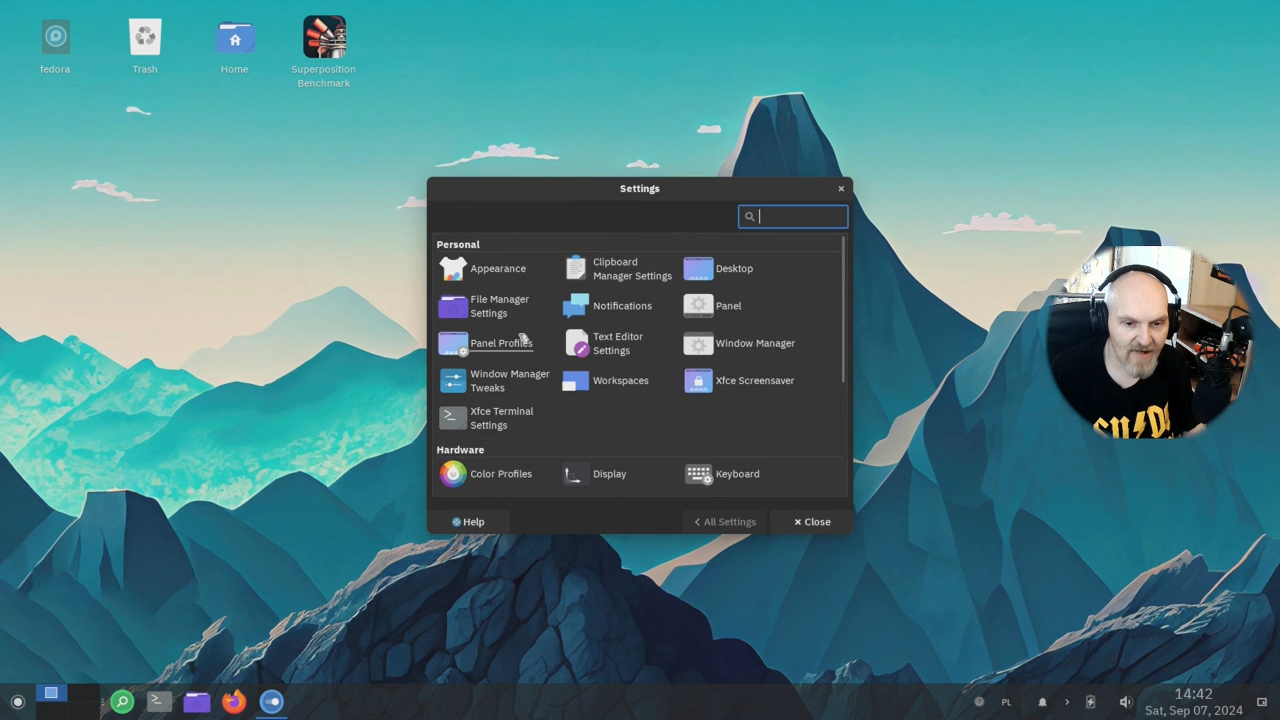 fedora
Trash
Home
Superposition
Benchmark
Settings
Personal
Appearance
Clipboard
Manager Settings
Desktop
File Manager
Settings
Notifications
Panel
Panel Profiles
Text Editor
Settings
Window Manager
Window Manager
Tweaks
Workspaces
Xfce Screensaver
Xfce Terminal
Settings
Hardware
Color Profiles
Display
Keyboard
Help
All Settings
Close
PL
14:42
Sat, Sep 07, 2024